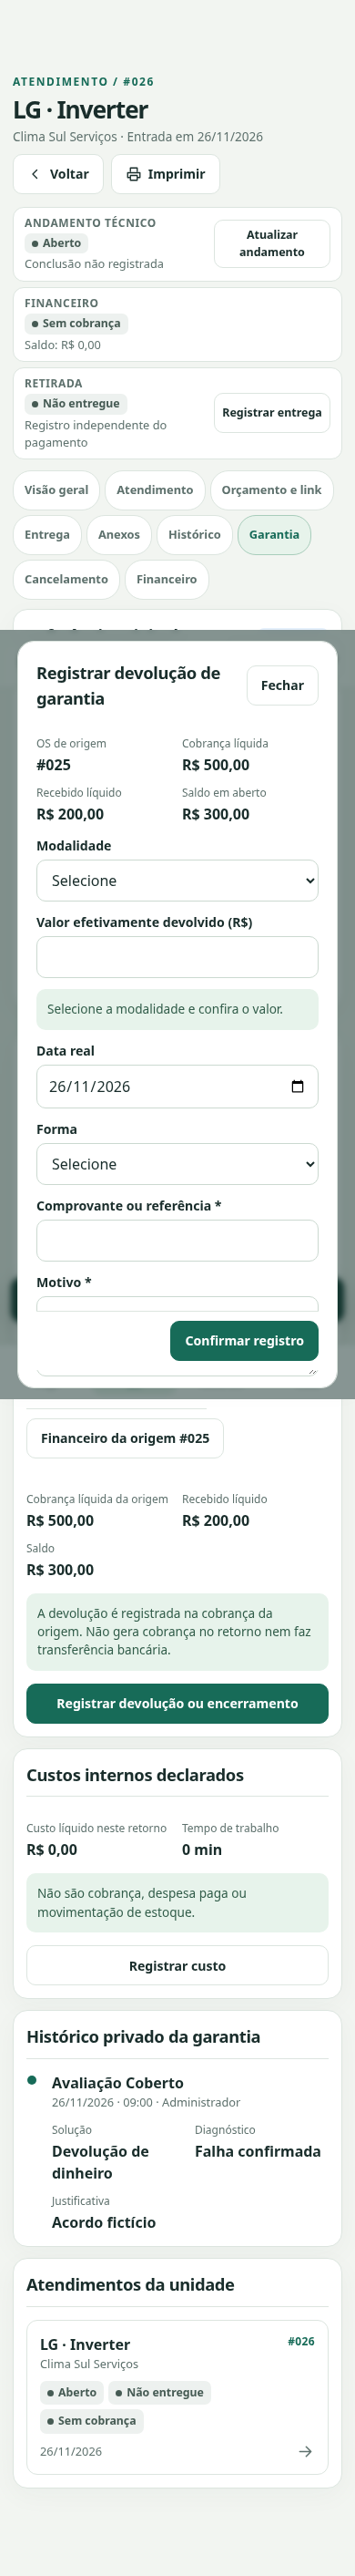 ATENDIMENTO / #026
LG · Inverter
Clima Sul Serviços · Entrada em 26/11/2026
Voltar
Imprimir
ANDAMENTO TÉCNICO
Aberto
Conclusão não registrada
Atualizar
andamento
FINANCEIRO
Sem cobrança
Saldo: R$ 0,00
RETIRADA
Não entregue
Registro independente do
pagamento
Registrar entrega
Visão geral
Atendimento
Orçamento e link
Entrega
Anexos
Histórico
Garantia
Cancelamento
Financeiro
Registrar devolução de
garantia
Fechar
OS de origem
#025
Cobrança líquida
R$ 500,00
Recebido líquido
R$ 200,00
Saldo em aberto
R$ 300,00
Modalidade
Selecione
Valor efetivamente devolvido (R$)
Selecione a modalidade e confira o valor.
Data real
26/11/2026
Forma
Selecione
Comprovante ou referência *
Motivo *
Confirmar registro
Financeiro da origem #025
Cobrança líquida da origem
R$ 500,00
Recebido líquido
R$ 200,00
Saldo
R$ 300,00
A devolução é registrada na cobrança da
origem. Não gera cobrança no retorno nem faz
transferência bancária.
Registrar devolução ou encerramento
Custos internos declarados
Custo líquido neste retorno
R$ 0,00
Tempo de trabalho
0 min
Não são cobrança, despesa paga ou
movimentação de estoque.
Registrar custo
Histórico privado da garantia
Avaliação Coberto
26/11/2026 · 09:00 · Administrador
Solução
Devolução de
dinheiro
Diagnóstico
Falha confirmada
Justificativa
Acordo fictício
Atendimentos da unidade
LG · Inverter
#026
Clima Sul Serviços
Aberto
Não entregue
Sem cobrança
26/11/2026